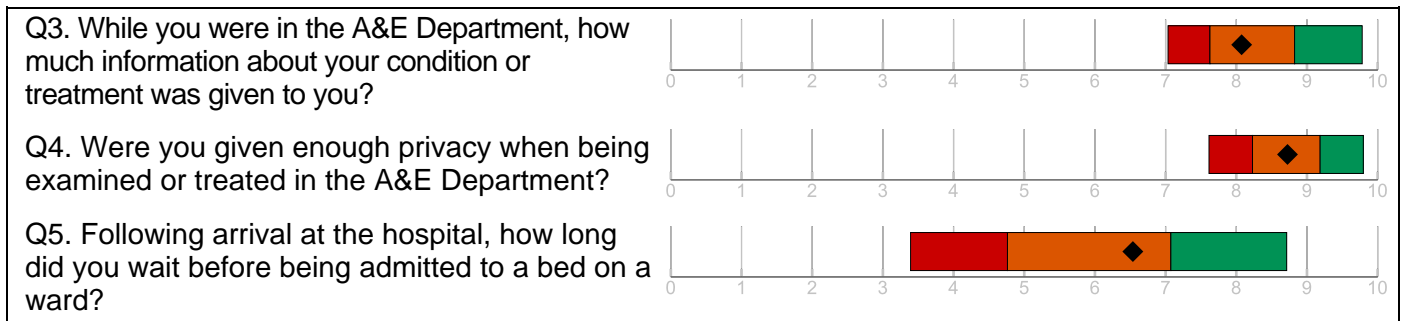 Q3. While you were in the A&E Department, how
much information about your condition or
treatment was given to you?
0 1 2 3 4 5 6 7 8 9 10
Q4. Were you given enough privacy when being
examined or treated in the A&E Department?
0 1 2 3 4 5 6 7 8 9 10
Q5. Following arrival at the hospital, how long
did you wait before being admitted to a bed on a
ward?
0 1 2 3 4 5 6 7 8 9 10